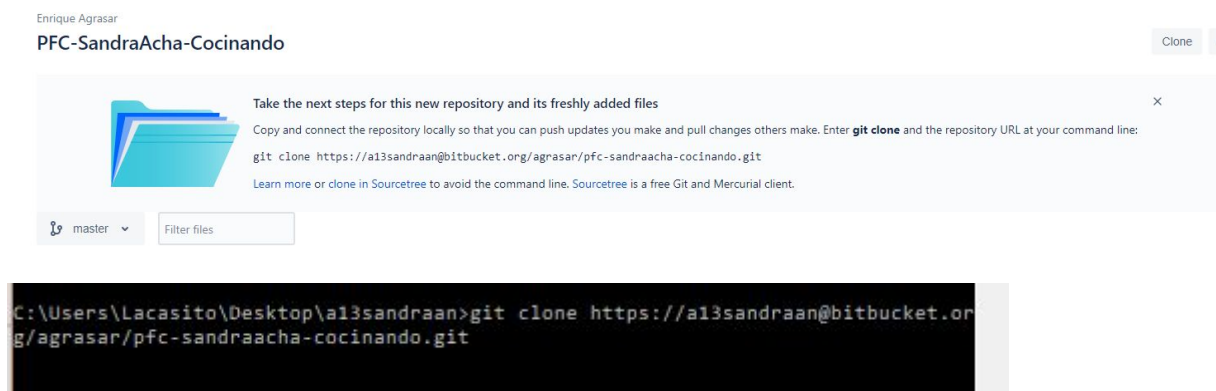 Enrique Agrasar
PFC-SandraAcha-Cocinando
Clone
Take the next steps for this new repository and its freshly added files
Copy and connect the repository locally so that you can push updates you make and pull changes others make. Enter git clone and the repository URL at your command line:
git clone https://a13sandraan@bitbucket.org/agrasar/pfc-sandraacha-cocinando.git
Learn more or clone in Sourcetree to avoid the command line. Sourcetree is a free Git and Mercurial client.
master
Filter files
C:\Users\Lacasito\Desktop\a13sandraan>git clone https://a13sandraan@bitbucket.or
g/agrasar/pfc-sandraacha-cocinando.git